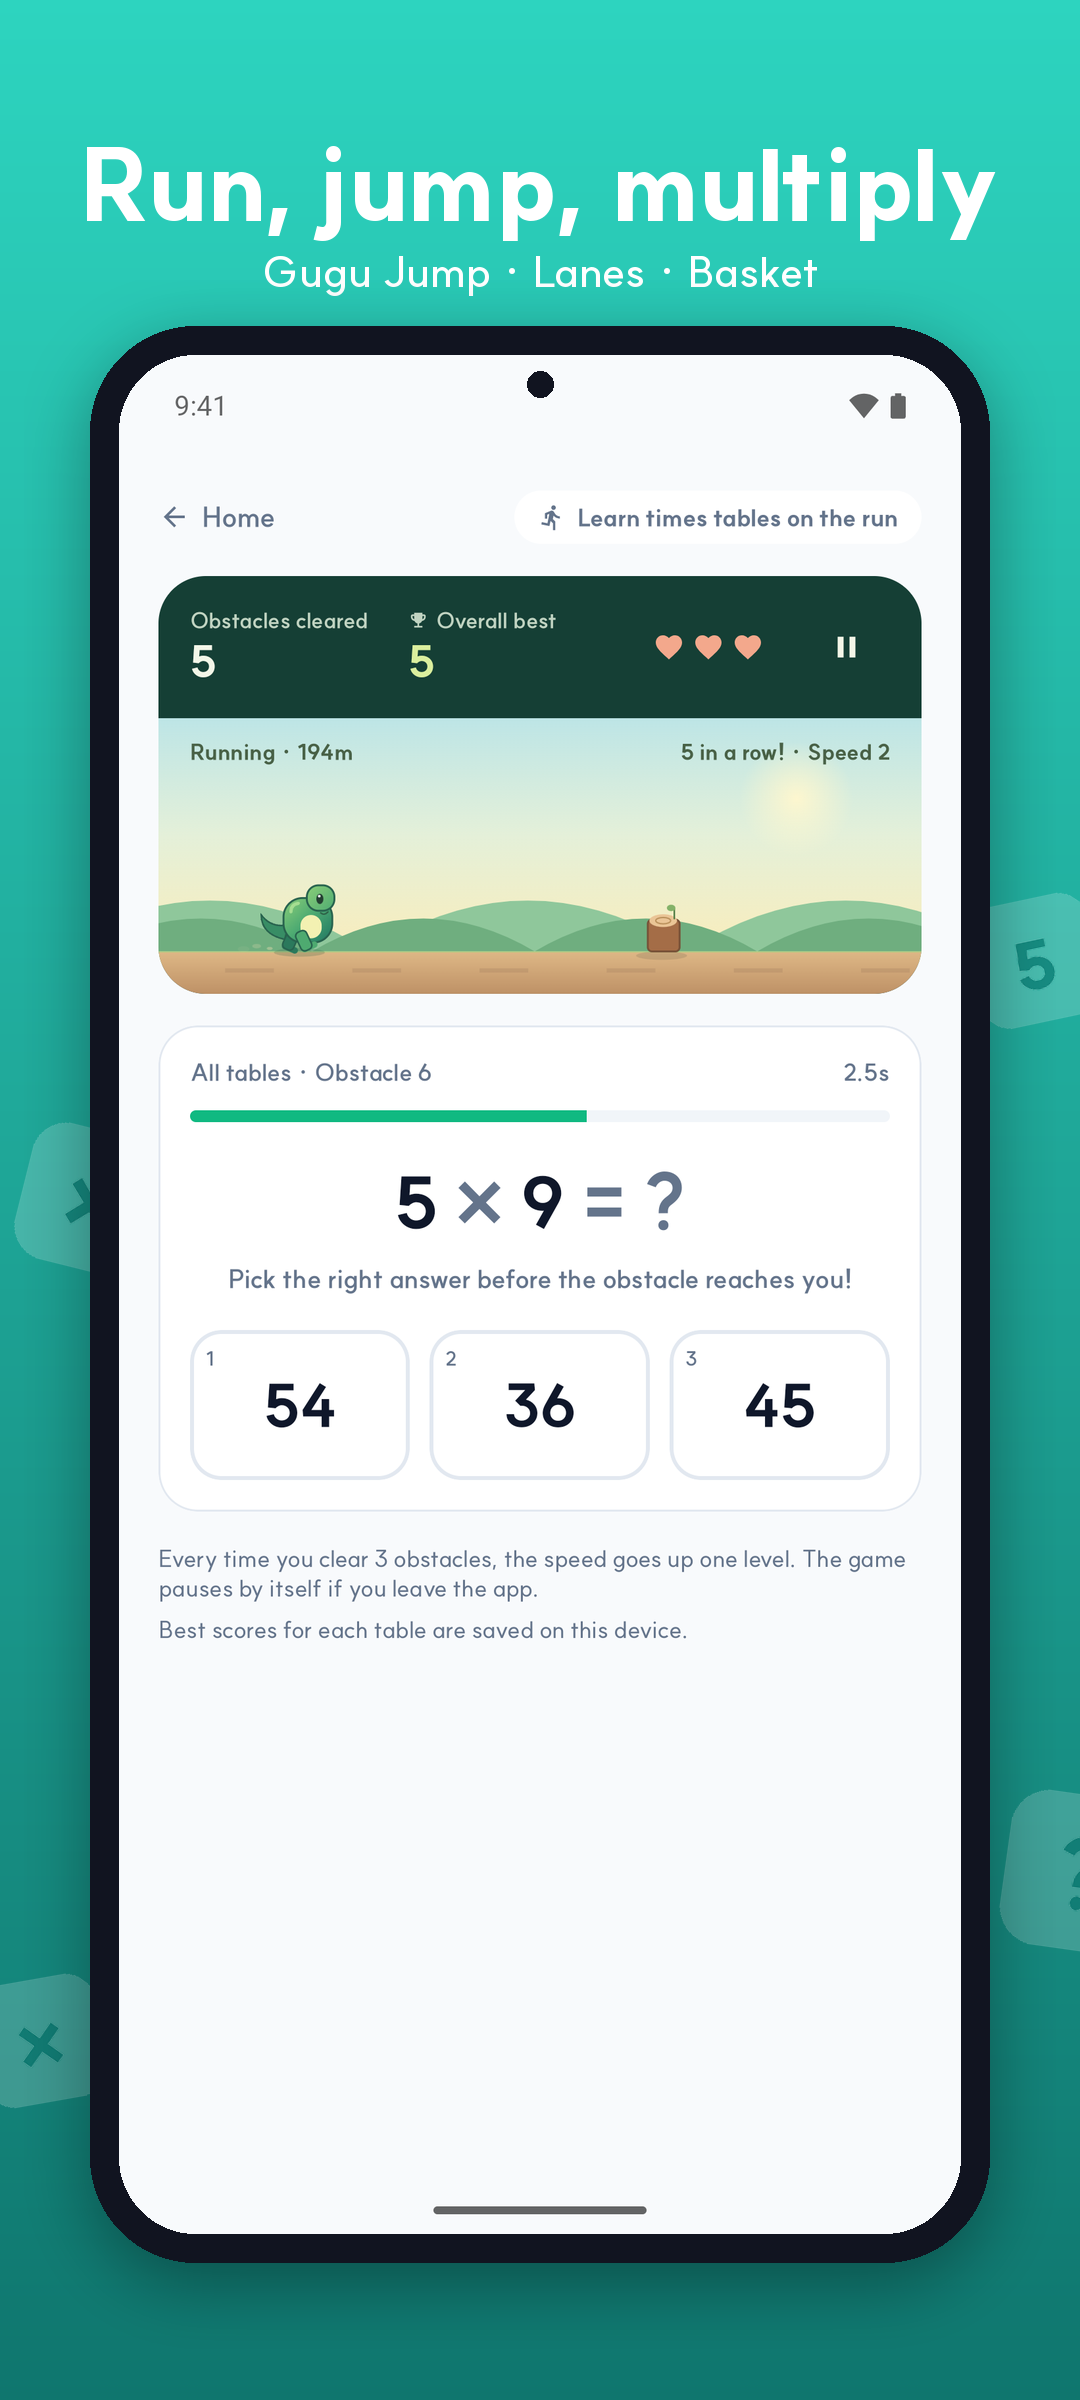 Run, jump, multiply
Gugu Jump · Lanes · Basket
9:41
Home
Learn times tables on the run
Obstacles cleared
5
Overall best
5
Running · 194m
5 in a row! · Speed 2
5
All tables · Obstacle 6
2.5s
5 × 9 = ?
Pick the right answer before the obstacle reaches you!
1
54
2
36
3
45
Every time you clear 3 obstacles, the speed goes up one level. The game
pauses by itself if you leave the app.
Best scores for each table are saved on this device.
?
×